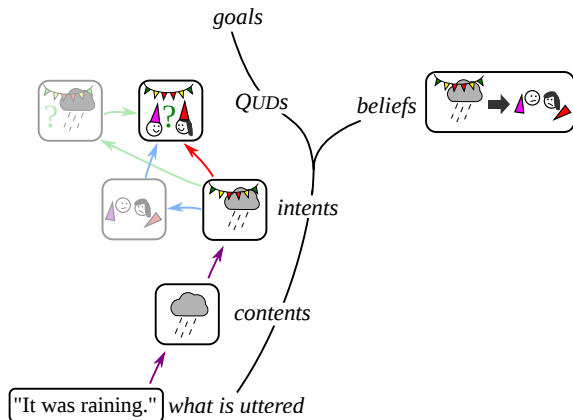 goals
QUDs
beliefs
?
?
intents
contents
"It was raining." what is uttered